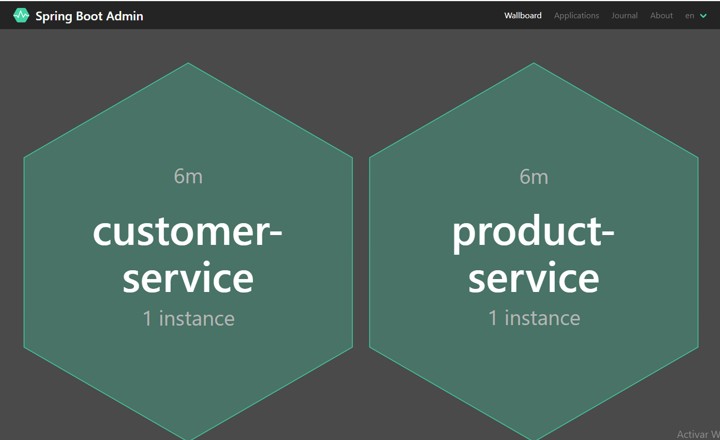 Spring Boot Admin
Wallboard Applications Journal About en
6m
customer-
service
1 instance
6m
product-
service
1 instance
Activar W